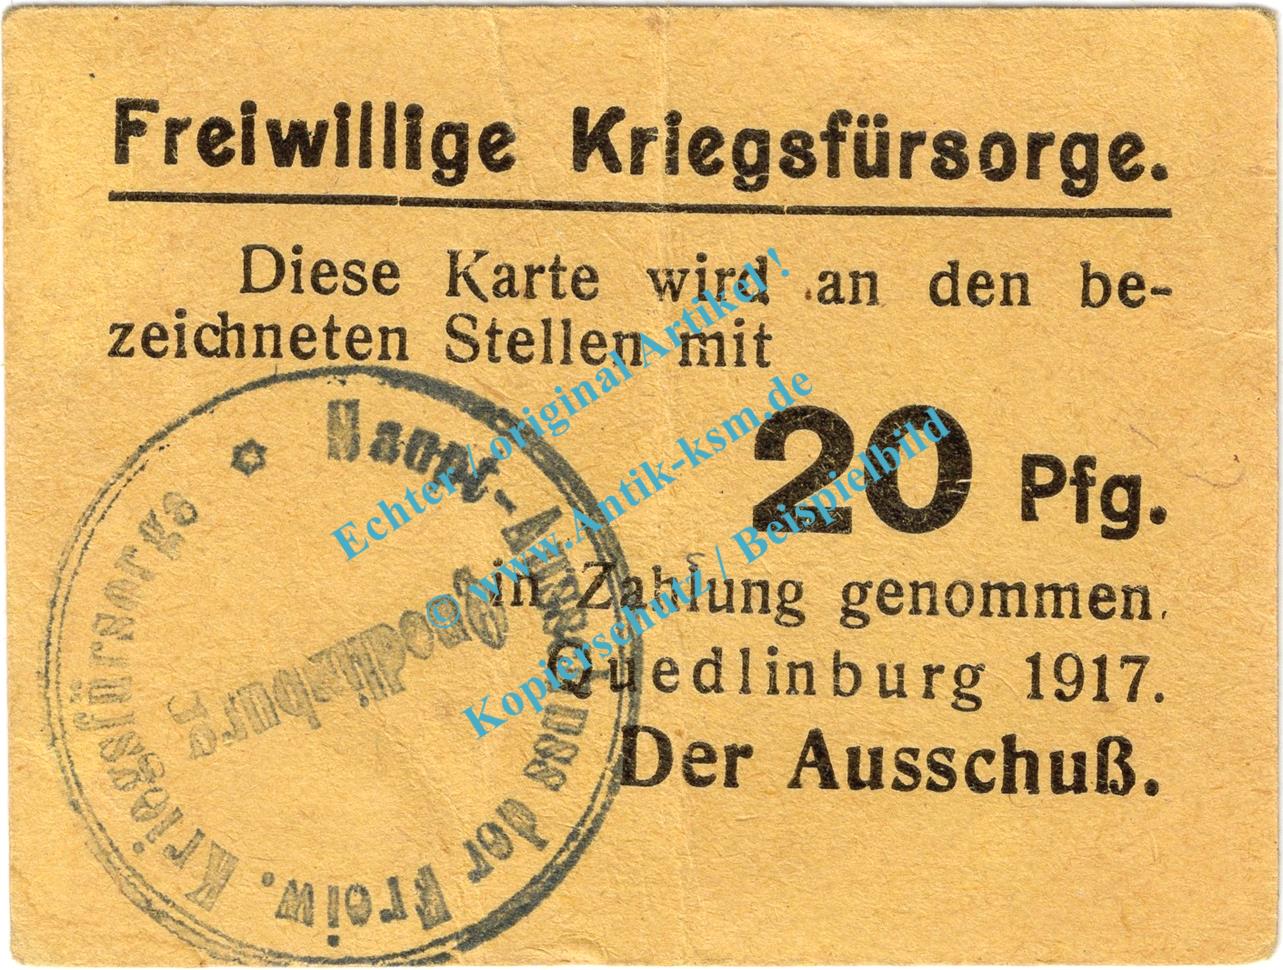 Freiwillige Kriegsfürsorge.
Diese Karte wird an den be-
zeichneten Stellen mit
20 Pfg.
in Zahlung genommen.
Quedlinburg 1917.
Der Ausschuß.
Haupt-Ausschuss der Freiw. Kriegsfürsorge
Quedlinburg
Echter / original Artikel !
© www.Antik-ksm.de
Kopierschutz / Beispielbild